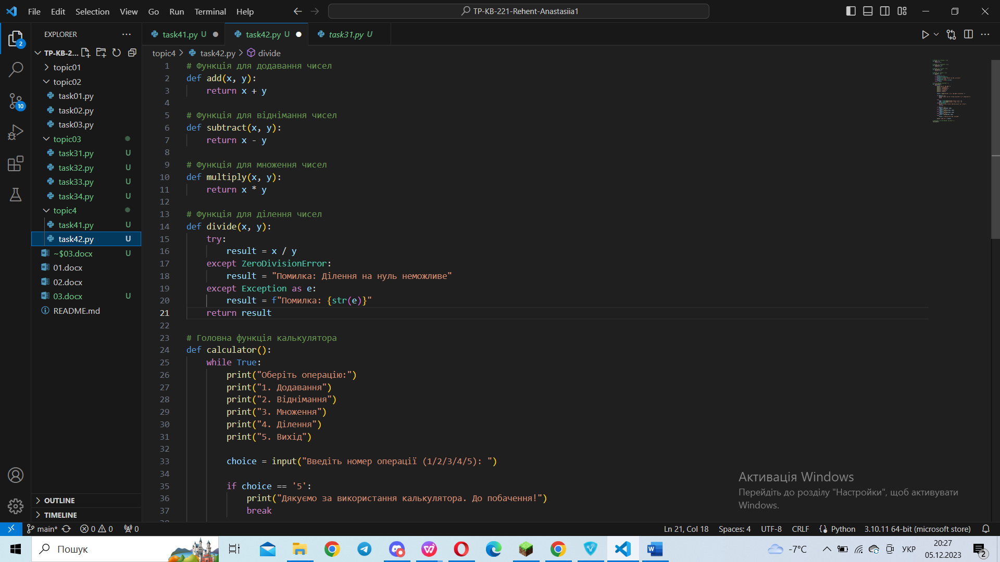 File Edit Selection View Go Run Terminal Help
TP-KB-221-Rehent-Anastasiia1
EXPLORER
TP-KB-2...
topic01
topic02
task01.py
task02.py
task03.py
topic03
task31.py U
task32.py U
task33.py U
task34.py U
topic4
task41.py U
task42.py U
~$03.docx U
01.docx
02.docx
03.docx U
README.md
OUTLINE
TIMELINE
2
10
task41.py U
task42.py U
task31.py U
topic4 > task42.py > divide
1 # Функція для додавання чисел
2 def add(x, y):
3 return x + y
4
5 # Функція для віднімання чисел
6 def subtract(x, y):
7 return x - y
8
9 # Функція для множення чисел
10 def multiply(x, y):
11 return x * y
12
13 # Функція для ділення чисел
14 def divide(x, y):
15 try:
16 result = x / y
17 except ZeroDivisionError:
18 result = "Помилка: Ділення на нуль неможливе"
19 except Exception as e:
20 result = f"Помилка: {str(e)}"
21 return result
22
23 # Головна функція калькулятора
24 def calculator():
25 while True:
26 print("Оберіть операцію:")
27 print("1. Додавання")
28 print("2. Віднімання")
29 print("3. Множення")
30 print("4. Ділення")
31 print("5. Вихід")
32
33 choice = input("Введіть номер операції (1/2/3/4/5): ")
34
35 if choice == '5':
36 print("Дякуємо за використання калькулятора. До побачення!")
37 break
Активація Windows
Перейдіть до розділу "Настройки", щоб активувати
Windows.
main* 0 0 0
Ln 21, Col 18 Spaces: 4 UTF-8 CRLF Python 3.10.11 64-bit (microsoft store)
Пошук
-7°C
УКР
20:27
05.12.2023
2